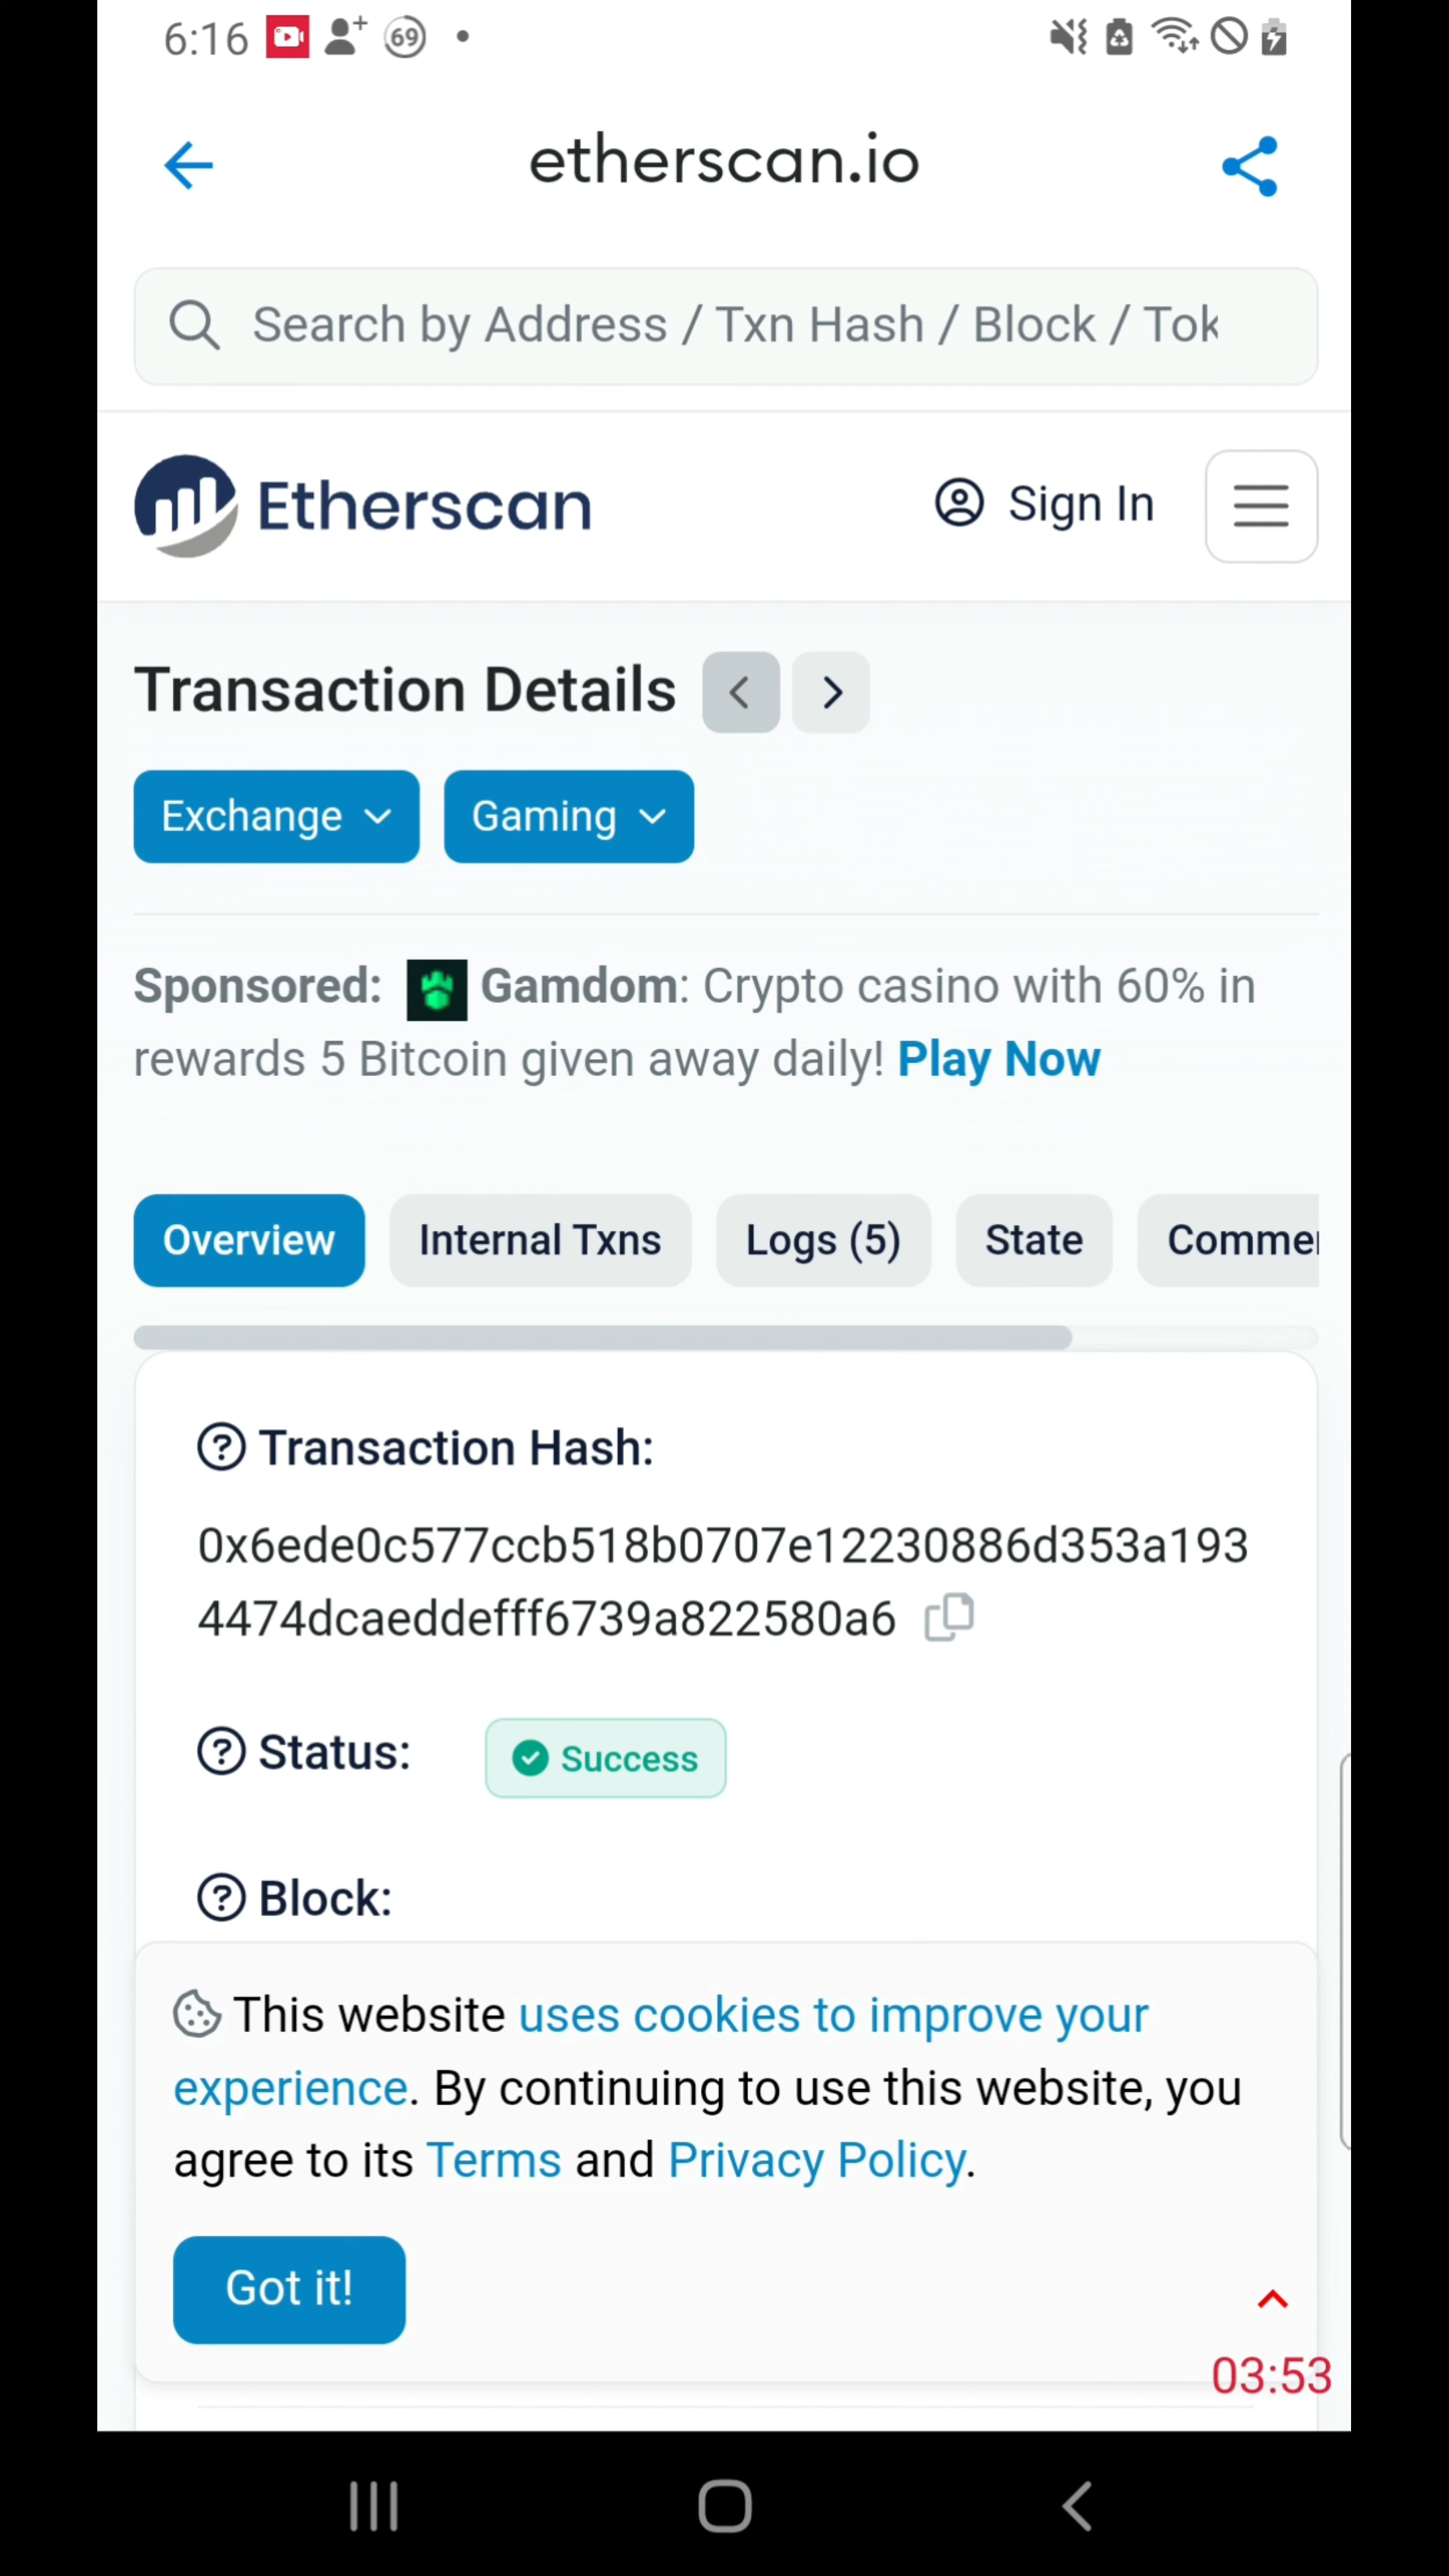 6:16
69
etherscan.io
Search by Address / Txn Hash / Block / Tok
Etherscan
Sign In
Transaction Details
Exchange
Gaming
Sponsored: Gamdom: Crypto casino with 60% in
rewards 5 Bitcoin given away daily! Play Now
Overview
Internal Txns
Logs (5)
State
Commen
Transaction Hash:
0x6ede0c577ccb518b0707e12230886d353a193
4474dcaeddefff6739a822580a6
Status:
Success
Block:
This website uses cookies to improve your
experience. By continuing to use this website, you
agree to its Terms and Privacy Policy.
Got it!
03:53